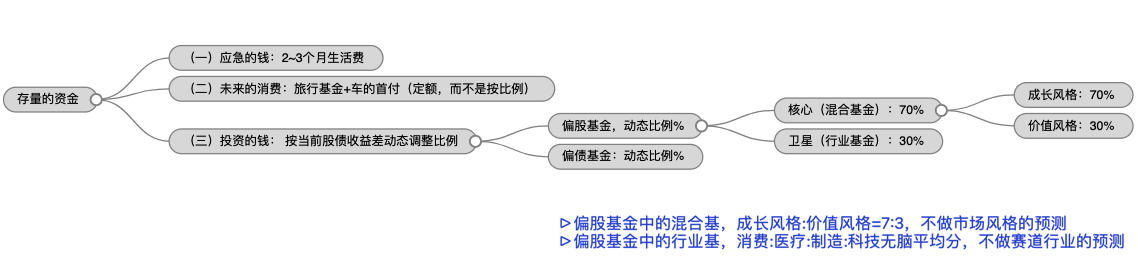 存量的资金
（一）应急的钱：2~3个月生活费
（二）未来的消费：旅行基金+车的首付（定额，而不是按比例）
（三）投资的钱： 按当前股债收益差动态调整比例
偏股基金，动态比例%
偏债基金：动态比例%
核心（混合基金）：70%
卫星（行业基金）：30%
成长风格：70%
价值风格：30%
▷偏股基金中的混合基，成长风格:价值风格=7:3，不做市场风格的预测
▷偏股基金中的行业基，消费:医疗:制造:科技无脑平均分，不做赛道行业的预测